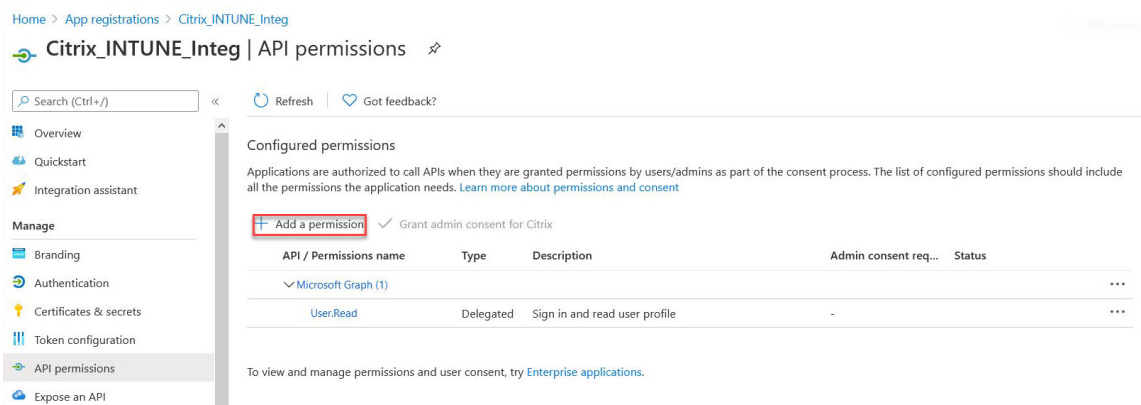 Home > App registrations > Citrix_INTUNE_Integ
Citrix_INTUNE_Integ | API permissions
Search (Ctrl+/)
«
Refresh
Got feedback?
Overview
Quickstart
Integration assistant
Manage
Branding
Authentication
Certificates & secrets
Token configuration
API permissions
Expose an API
Configured permissions
Applications are authorized to call APIs when they are granted permissions by users/admins as part of the consent process. The list of configured permissions should include
all the permissions the application needs. Learn more about permissions and consent
+ Add a permission ✓ Grant admin consent for Citrix
API / Permissions name Type Description Admin consent req... Status
Microsoft Graph (1) ...
User.Read Delegated Sign in and read user profile - ...
To view and manage permissions and user consent, try Enterprise applications.